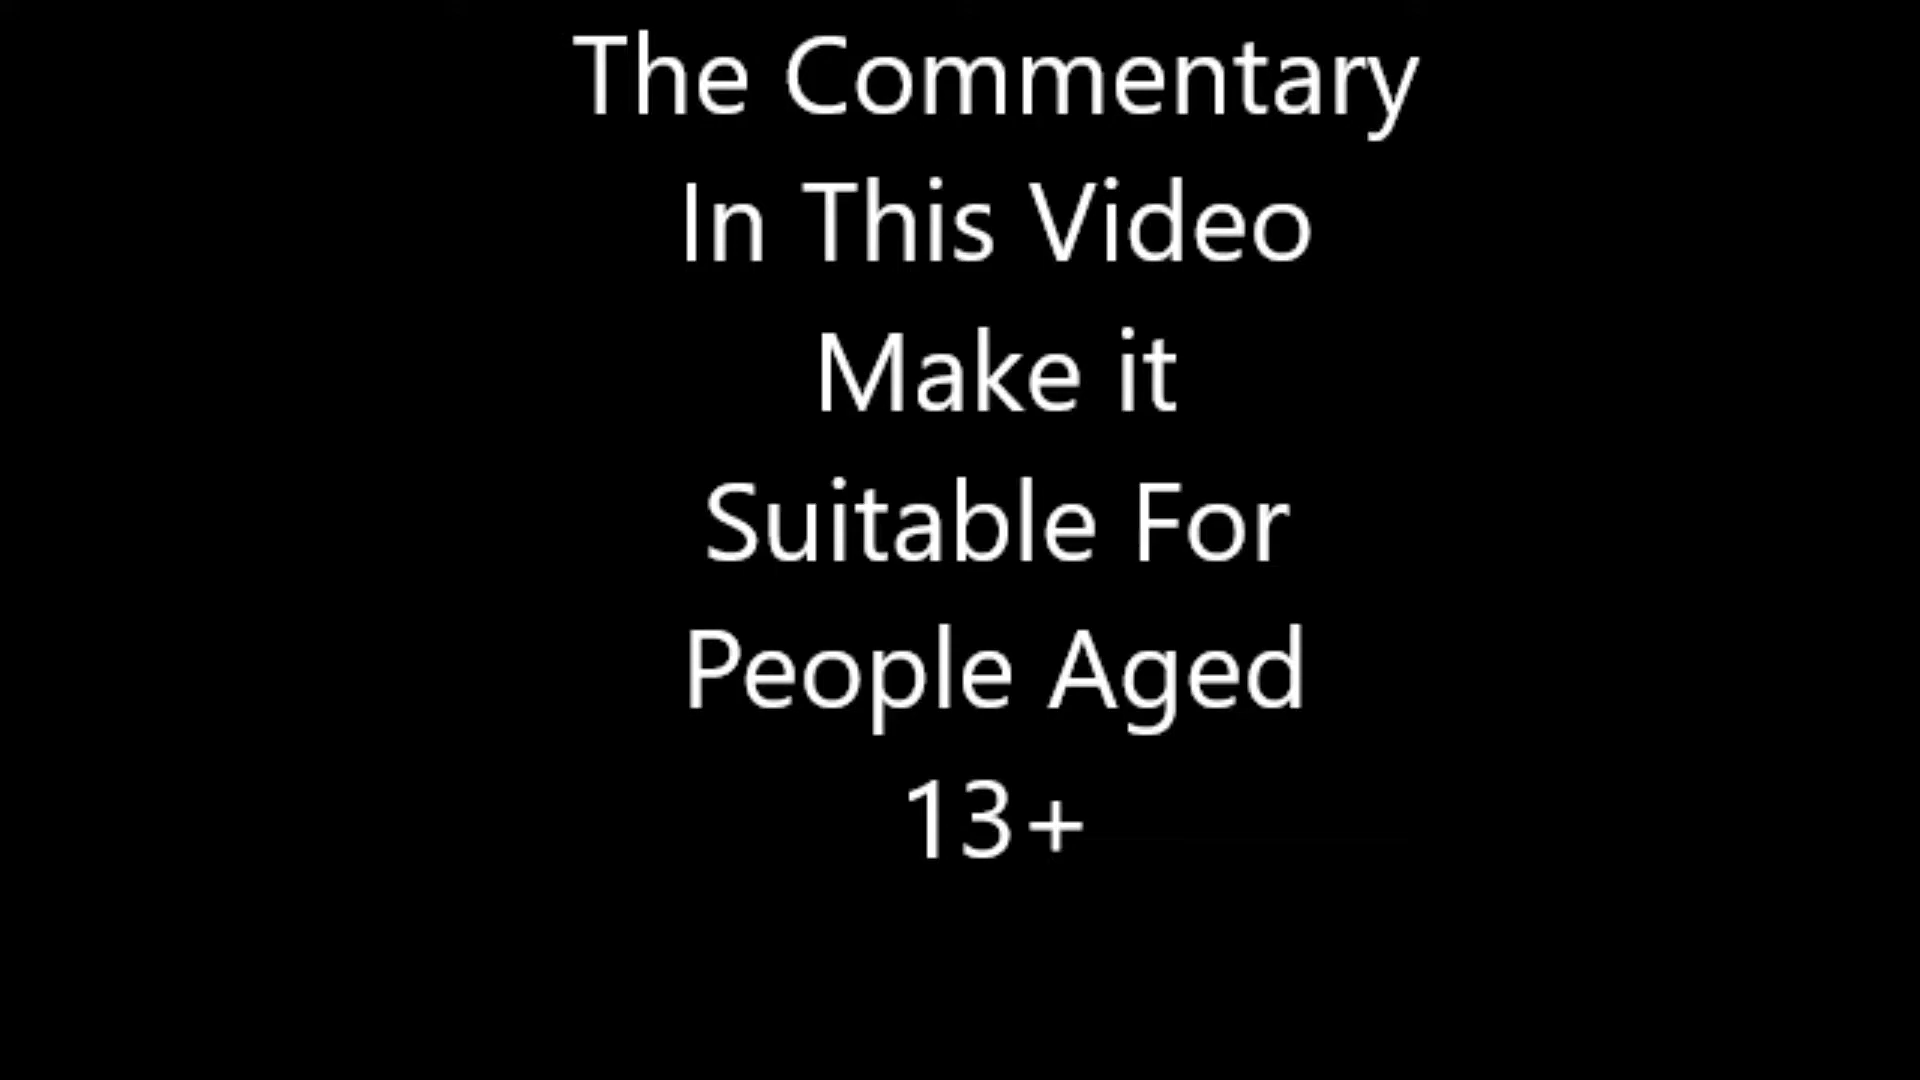 The Commentary
In This Video
Make it
Suitable For
People Aged
13+